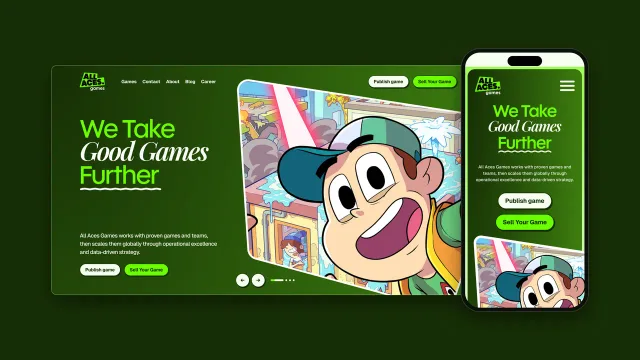 ALL
ACES
games
Games Contact About Blog Career
Publish game Sell Your Game
We Take
Good Games
Further
All Aces Games works with proven games and teams,
then scales them globally through operational excellence
and data-driven strategy.
Publish game Sell Your Game
ALL
ACES
games
We Take
Good Games
Further
All Aces Games works with proven games and
teams, then scales them globally through
operational excellence and data-driven strategy.
Publish game
Sell Your Game